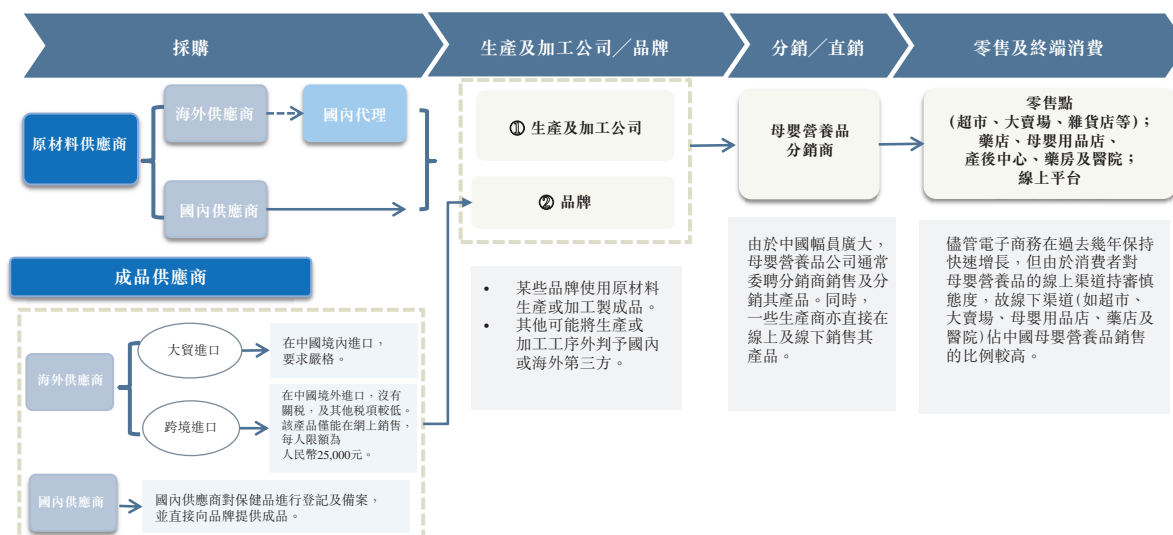 採購
生產及加工公司／品牌
分銷／直銷
零售及終端消費
原材料供應商
海外供應商
國內代理
國內供應商
① 生產及加工公司
② 品牌
母嬰營養品
分銷商
零售點
(超市、大賣場、雜貨店等)；
藥店、母嬰用品店、
產後中心、藥房及醫院；
線上平台
成品供應商
海外供應商
大貿進口
在中國境內進口，
要求嚴格。
跨境進口
在中國境外進口，沒有
關稅，及其他稅項較低。
該產品僅能在網上銷售，
每人限額為
人民幣25,000元。
國內供應商
國內供應商對保健品進行登記及備案，
並直接向品牌提供成品。
• 某些品牌使用原材料
生產或加工製成品。
• 其他可能將生產或
加工工序外判予國內
或海外第三方。
由於中國幅員廣大，
母嬰營養品公司通常
委聘分銷商銷售及分
銷其產品。同時，
一些生產商亦直接在
線上及線下銷售其
產品。
儘管電子商務在過去幾年保持
快速增長，但由於消費者對
母嬰營養品的線上渠道持審慎
態度，故線下渠道(如超市、
大賣場、母嬰用品店、藥店及
醫院)佔中國母嬰營養品銷售
的比例較高。